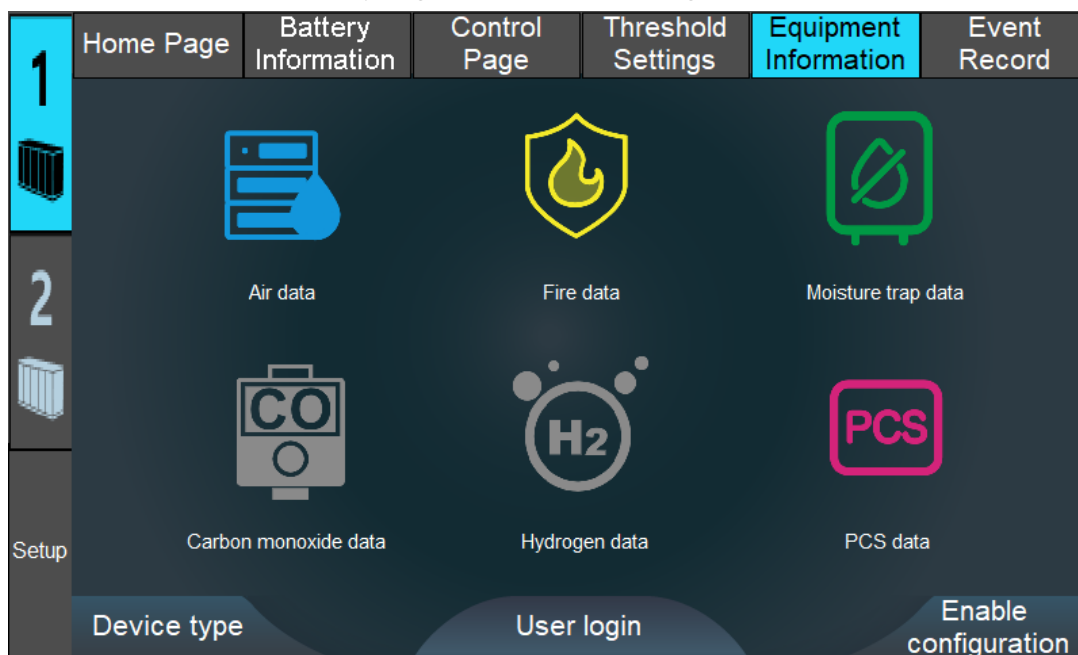 Home Page
Battery
Information
Control
Page
Threshold
Settings
Equipment
Information
Event
Record
1
2
Setup
Air data
Fire data
Moisture trap data
CO
H2
PCS
Carbon monoxide data
Hydrogen data
PCS data
Device type
User login
Enable
configuration